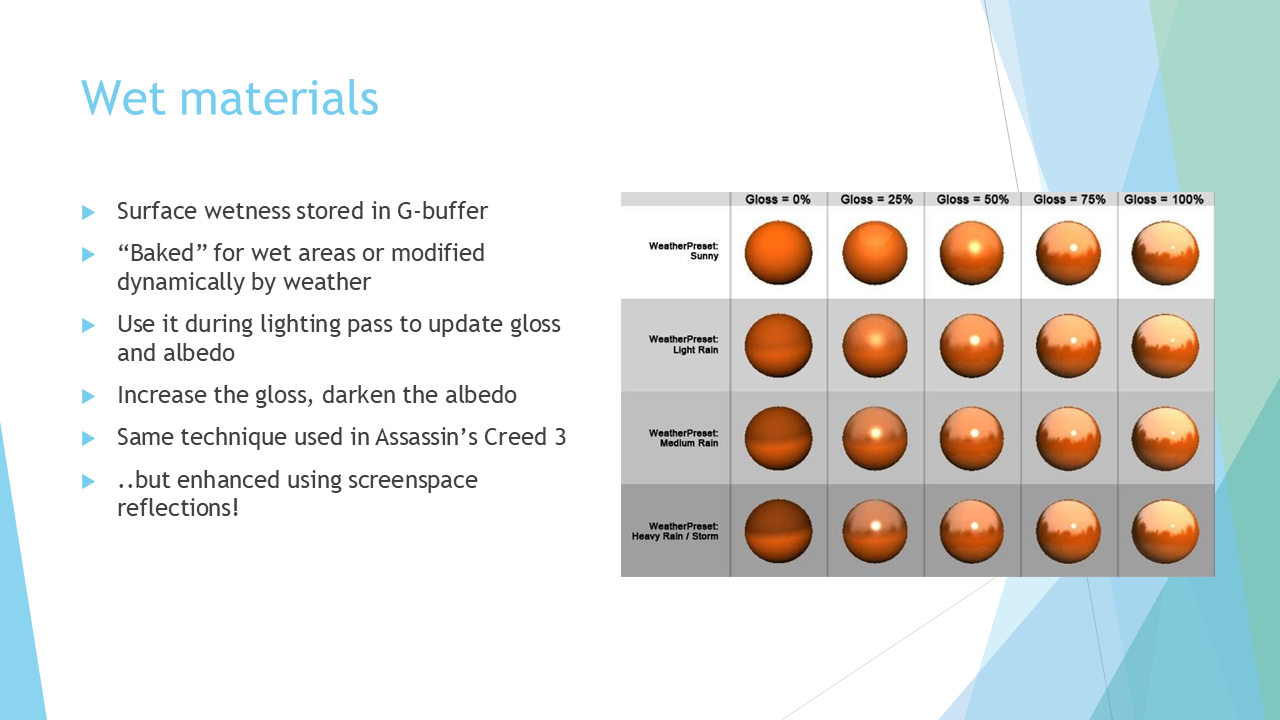 Wet materials
Surface wetness stored in G-buffer
“Baked” for wet areas or modified
dynamically by weather
Use it during lighting pass to update gloss
and albedo
Increase the gloss, darken the albedo
Same technique used in Assassin’s Creed 3
..but enhanced using screenspace
reflections!
Gloss = 0% Gloss = 25% Gloss = 50% Gloss = 75% Gloss = 100%
WeatherPreset:
Sunny
WeatherPreset:
Light Rain
WeatherPreset:
Medium Rain
WeatherPreset:
Heavy Rain / Storm